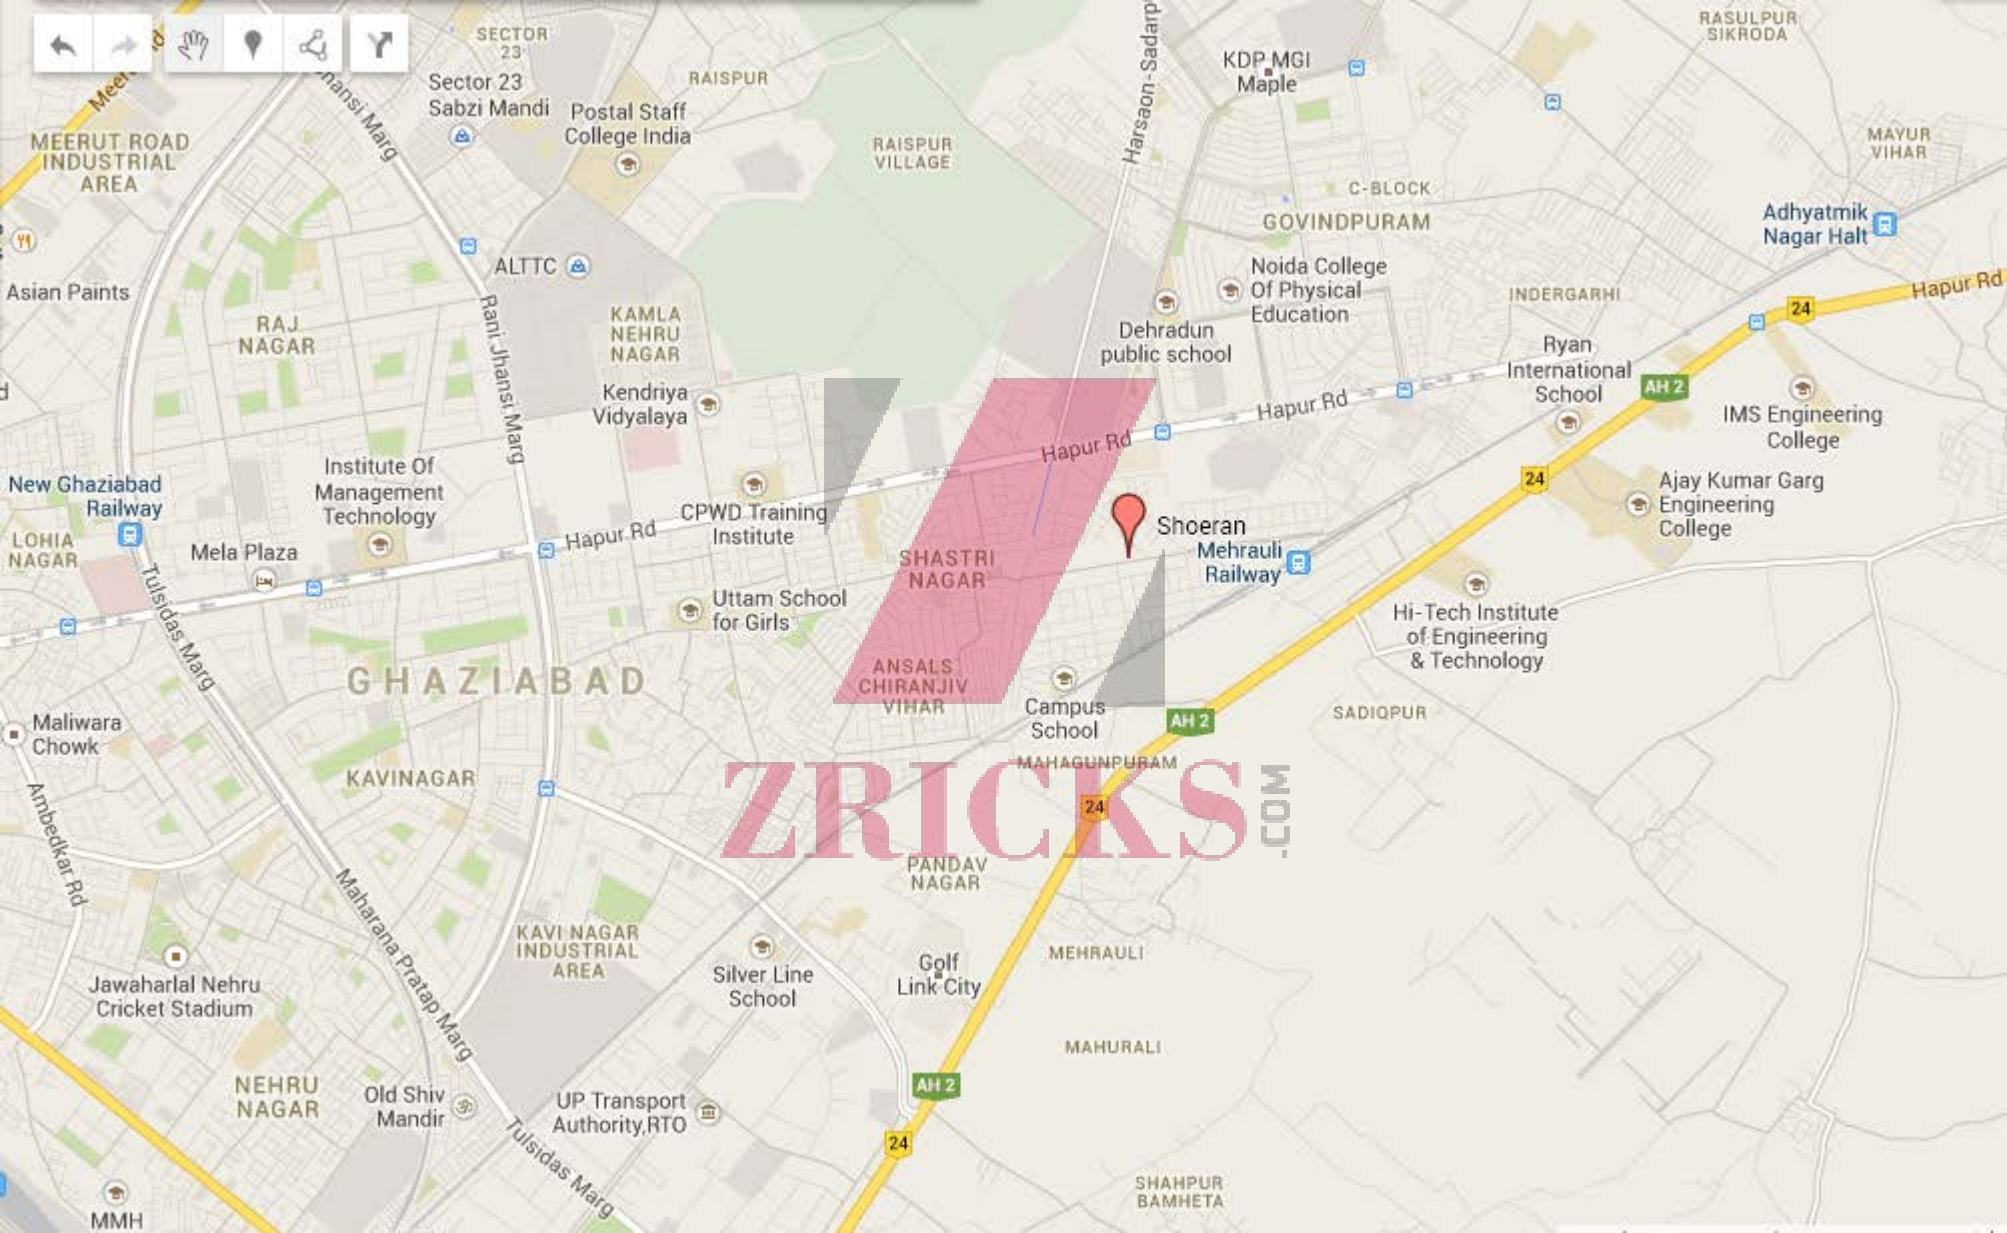 SECTOR
23
RASULPUR
SIKRODA
Sector 23
Sabzi Mandi
RAISPUR
KDP MGI
Maple
Jhansi Marg
Harsaon-Sadarp
Postal Staff
College India
MEERUT ROAD
INDUSTRIAL
AREA
RAISPUR
VILLAGE
MAYUR
VIHAR
C-BLOCK
GOVINDPURAM
Adhyatmik
Nagar Halt
ALTTC
Noida College
Of Physical
Education
Asian Paints
INDERGARHI
Hapur Rd
24
RAJ
NAGAR
KAMLA
NEHRU
NAGAR
Rani Jhansi Marg
Dehradun
public school
Ryan
International
School
AH 2
Kendriya
Vidyalaya
Hapur Rd
IMS Engineering
College
Hapur Rd
Institute Of
Management
Technology
New Ghaziabad
Railway
24
Ajay Kumar Garg
Engineering
College
CPWD Training
Institute
Hapur Rd
Shoeran
Mehrauli
Railway
LOHIA
NAGAR
Mela Plaza
SHASTRI
NAGAR
Tulsidas Marg
Uttam School
for Girls
Hi-Tech Institute
of Engineering
& Technology
GHAZIABAD
ANSALS
CHIRANJIV
VIHAR
Campus
School
AH 2
SADIQPUR
Maliwara
Chowk
KAVINAGAR
MAHAGUNPURAM
ZRICKS
.COM
24
Ambedkar Rd
PANDAV
NAGAR
Maharana Pratap Marg
KAVI NAGAR
INDUSTRIAL
AREA
MEHRAULI
Jawaharlal Nehru
Cricket Stadium
Silver Line
School
Golf
Link City
MAHURALI
NEHRU
NAGAR
Old Shiv
Mandir
UP Transport
Authority,RTO
AH 2
24
Tulsidas Marg
SHAHPUR
BAMHETA
MMH